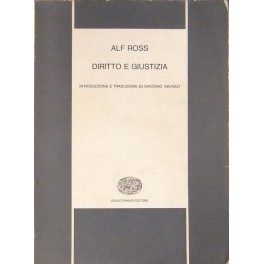 ALF ROSS
DIRITTO E GIUSTIZIA
INTRODUZIONE E TRADUZIONE DI GIACOMO GAVAZZI
GIULIO EINAUDI EDITORE